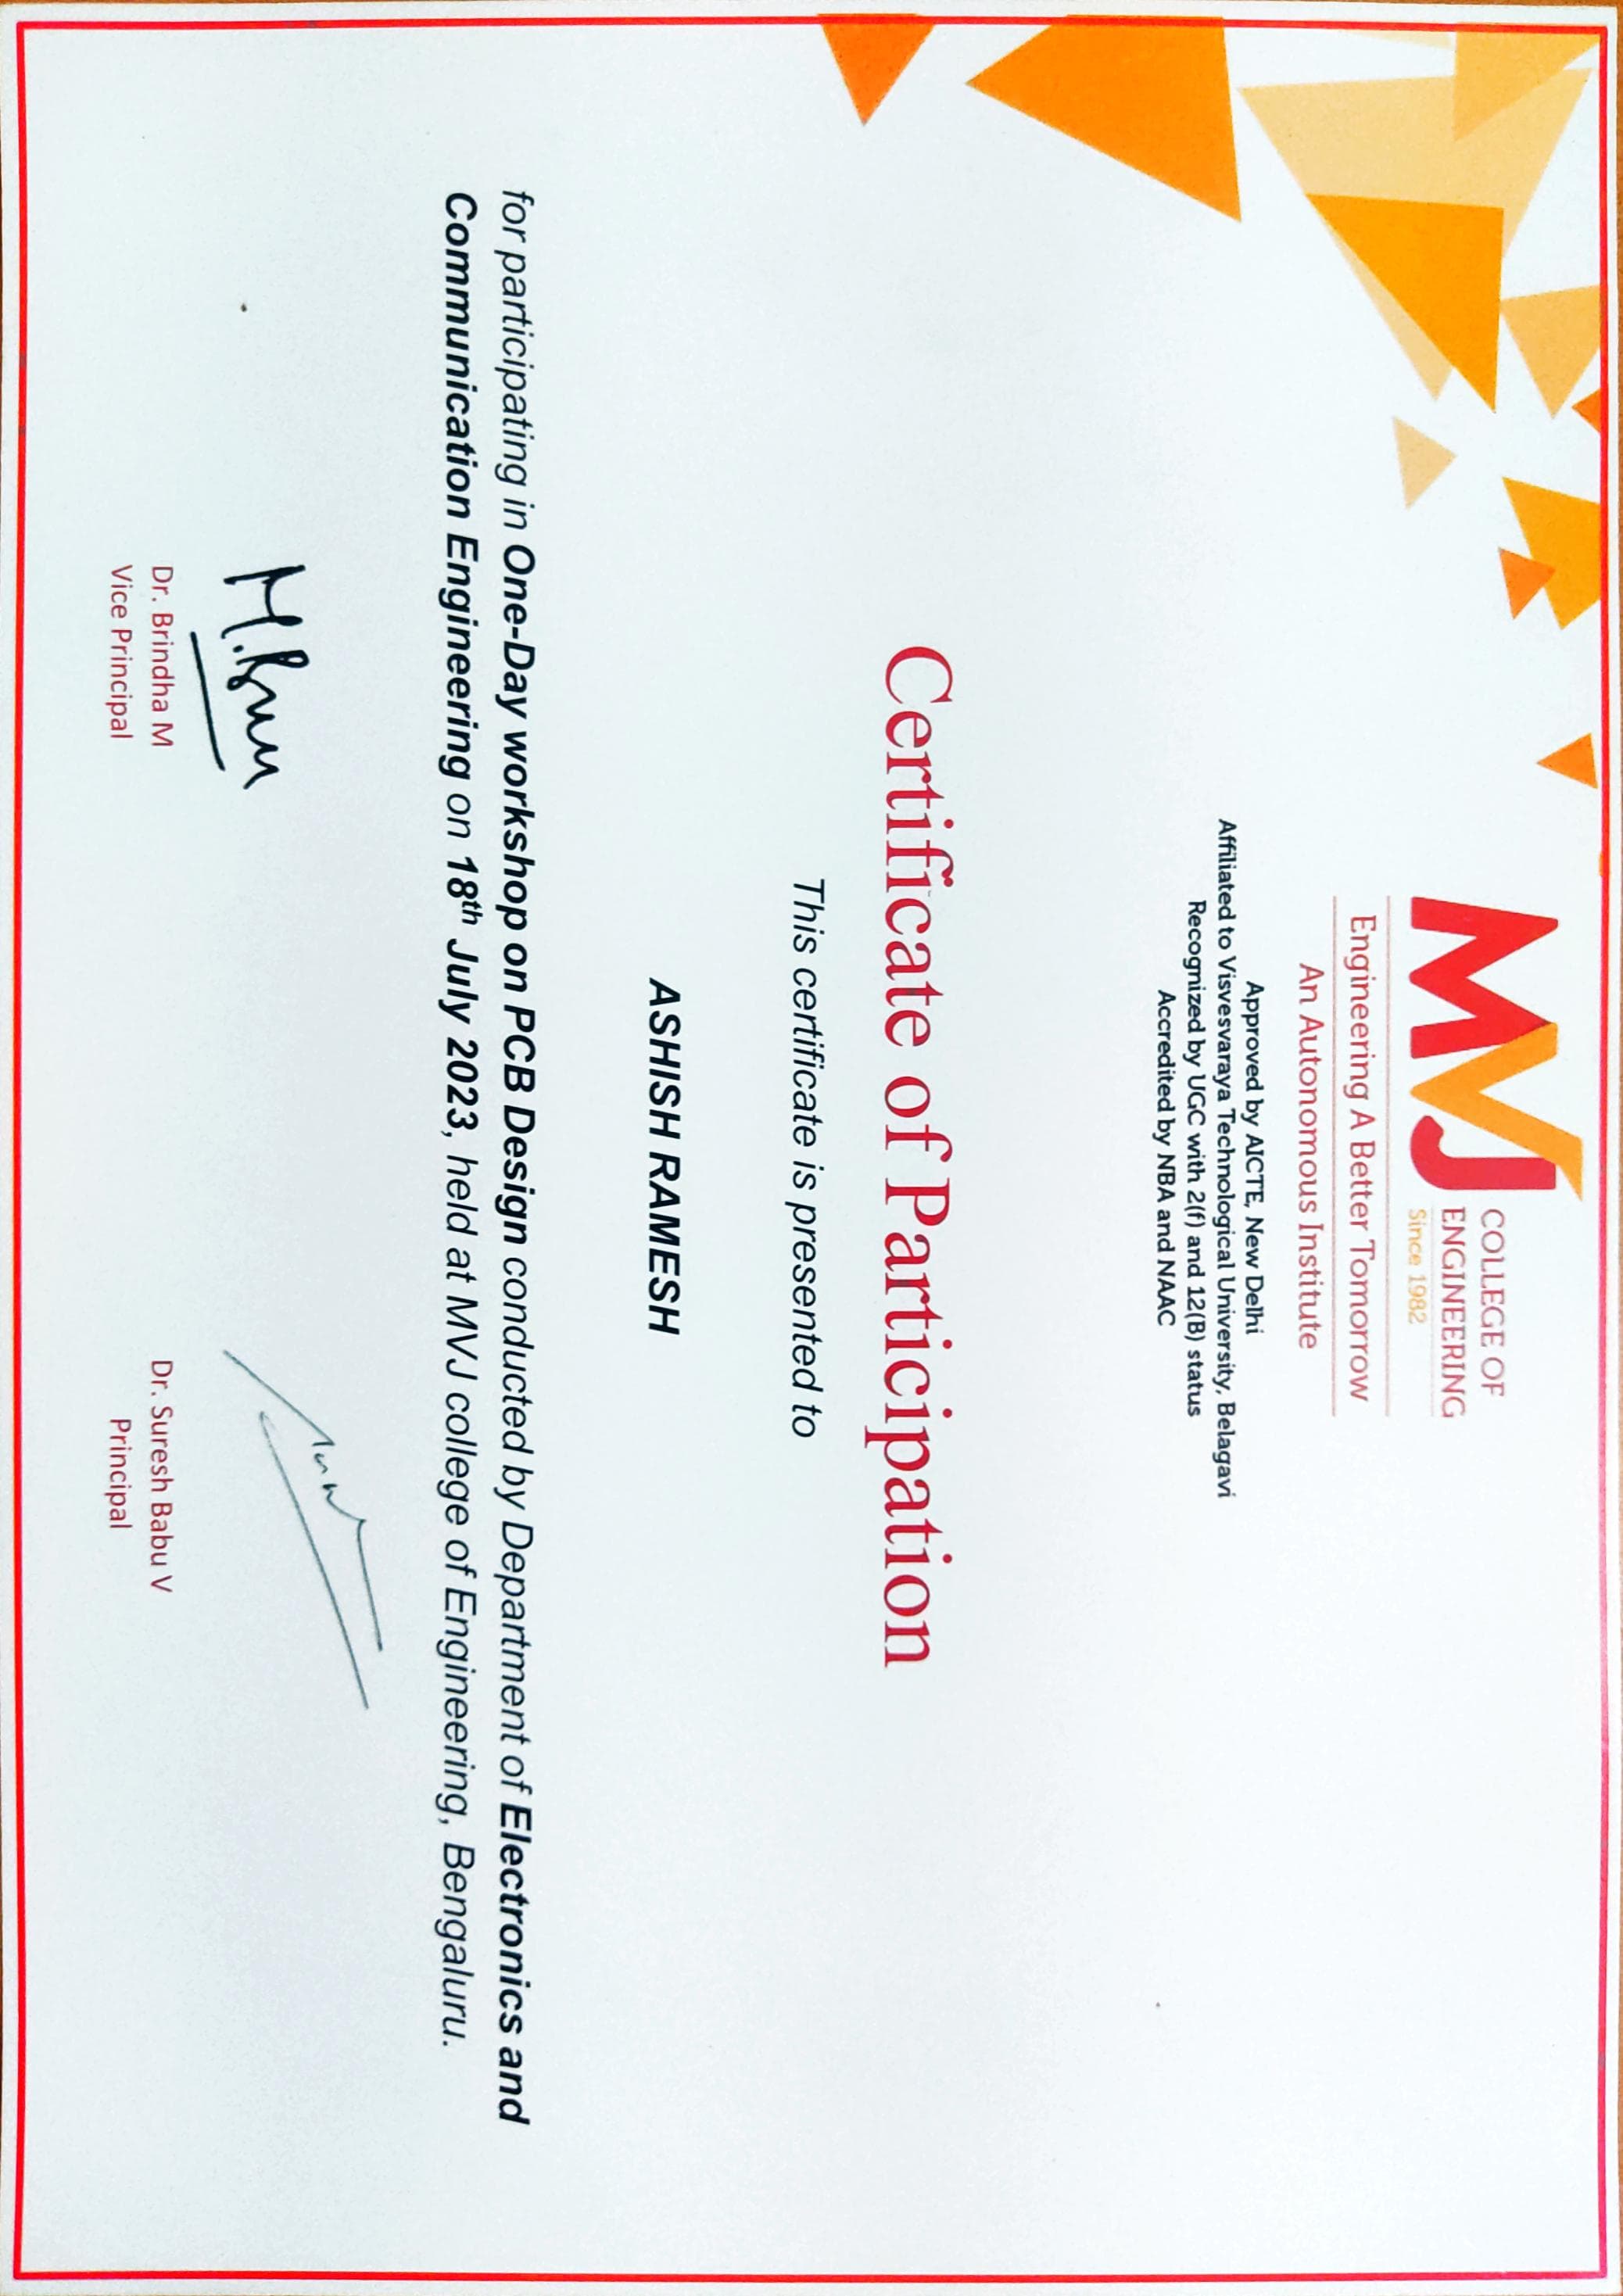 MVJ
COLLEGE OF
ENGINEERING
Since 1982
Engineering A Better Tomorrow
An Autonomous Institute
Approved by AICTE, New Delhi
Affiliated to Visvesvaraya Technological University, Belagavi
Recognized by UGC with 2(f) and 12(B) status
Accredited by NBA and NAAC
Certificate of Participation
This certificate is presented to
ASHISH RAMESH
for participating in One-Day workshop on PCB Design conducted by Department of Electronics and
Communication Engineering on 18th July 2023, held at MVJ college of Engineering, Bengaluru.
Dr. Brindha M
Vice Principal
Dr. Suresh Babu V
Principal